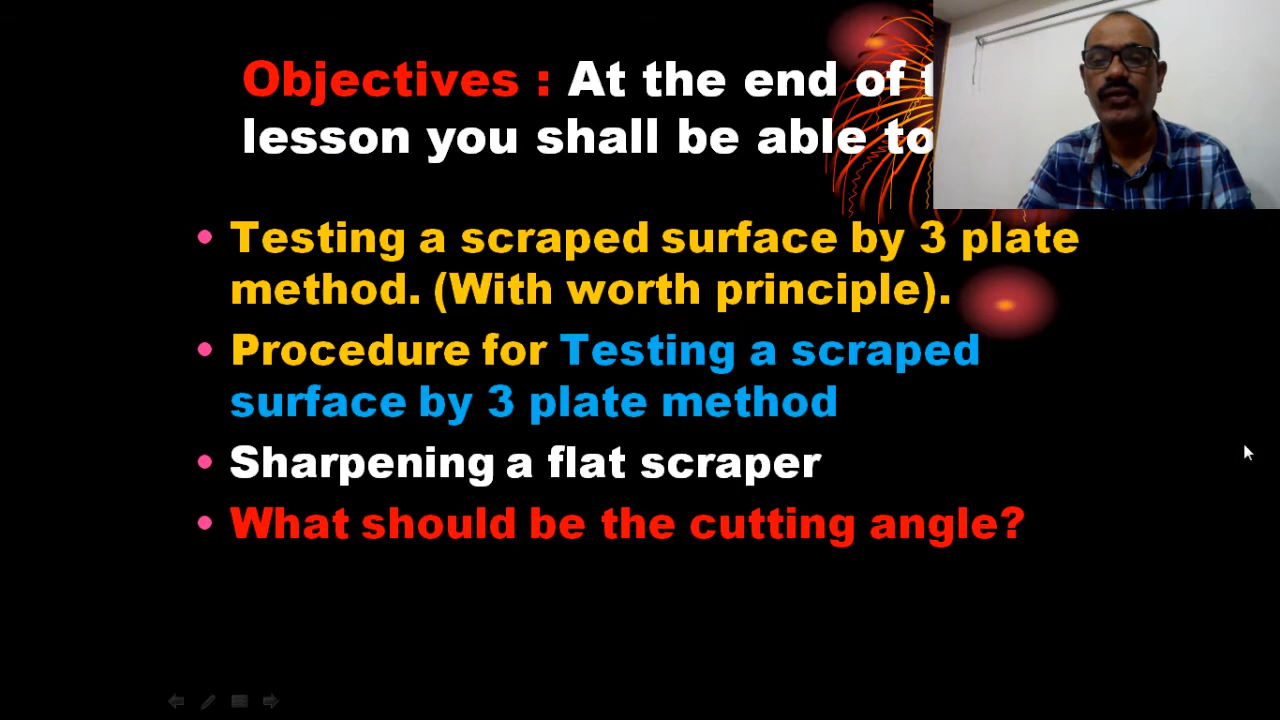 Objectives : At the end of
lesson you shall be able to
• Testing a scraped surface by 3 plate
method. (With worth principle).
• Procedure for Testing a scraped
surface by 3 plate method
• Sharpening a flat scraper
• What should be the cutting angle?